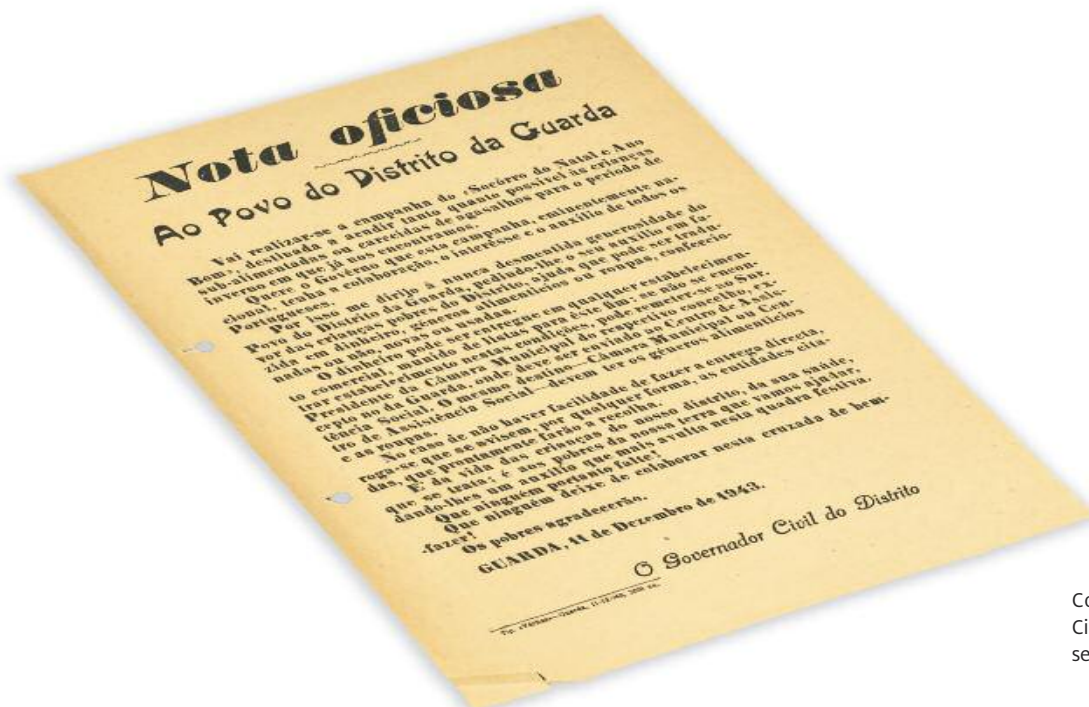 Nota oficiosa
Ao Povo do Distrito da Guarda
Vai realizar-se a campanha do «Socôrro do Natal e Ano
Bom», destinada a acudir tanto quanto possível às crianças
sub-alimentadas ou carecidas de agasalhos para o período de
inverno em que já nos encontramos.
Quere o Govêrno que esta campanha, eminentemente na-
cional, tenha a colaboração, o interêsse e o auxílio de todos os
Portugueses.
Por isso me dirijo à nunca desmentida generosidade do
Povo do Distrito da Guarda, pedindo-lhe o seu auxílio em fa-
vor das crianças pobres do Distrito, ajuda que pode ser tradu-
zida em dinheiro, géneros alimentícios ou roupas, confeccio-
nadas ou não, novas ou usadas.
O dinheiro pode ser entregue em qualquer estabelecimen-
to comercial, munido de listas para êste fim; se não se encon-
trar estabelecimento nestas condições, pode remeter-se ao Snr.
Presidente da Câmara Municipal do respectivo concelho, ex-
cepto no da Guarda, onde deve ser enviado ao Centro de Assis-
tência Social. O mesmo destino—Câmara Municipal ou Cen-
tro de Assistência Social—devem ter os géneros alimentícios
e as roupas.
No caso de não haver facilidade de fazer a entrega directa,
roga-se que se avisem, por qualquer forma, as entidades cita-
das, que prontamente farão a recolha.
É da vida das crianças do nosso distrito, da sua saúde,
que se trata; é aos pobres da nossa terra que vamos ajudar,
dando-lhes um auxílio que mais avulta nesta quadra festiva.
Que ninguém portanto falte!
Que ninguém deixe de colaborar nesta cruzada de bem-
-fazer!
Os pobres agradecerão.
GUARDA, 11 de Dezembro de 1943.
O Governador Civil do Distrito
Co
Ci
se